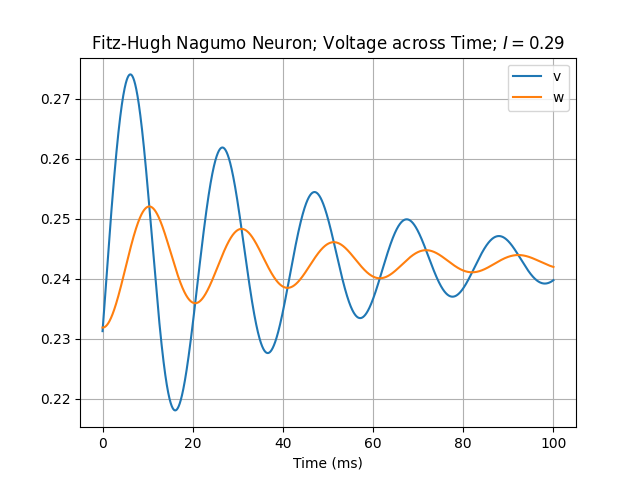 Fitz-Hugh Nagumo Neuron; Voltage across Time; I = 0.29
v
w
0.27
0.26
0.25
0.24
0.23
0.22
0 20 40 60 80 100
Time (ms)